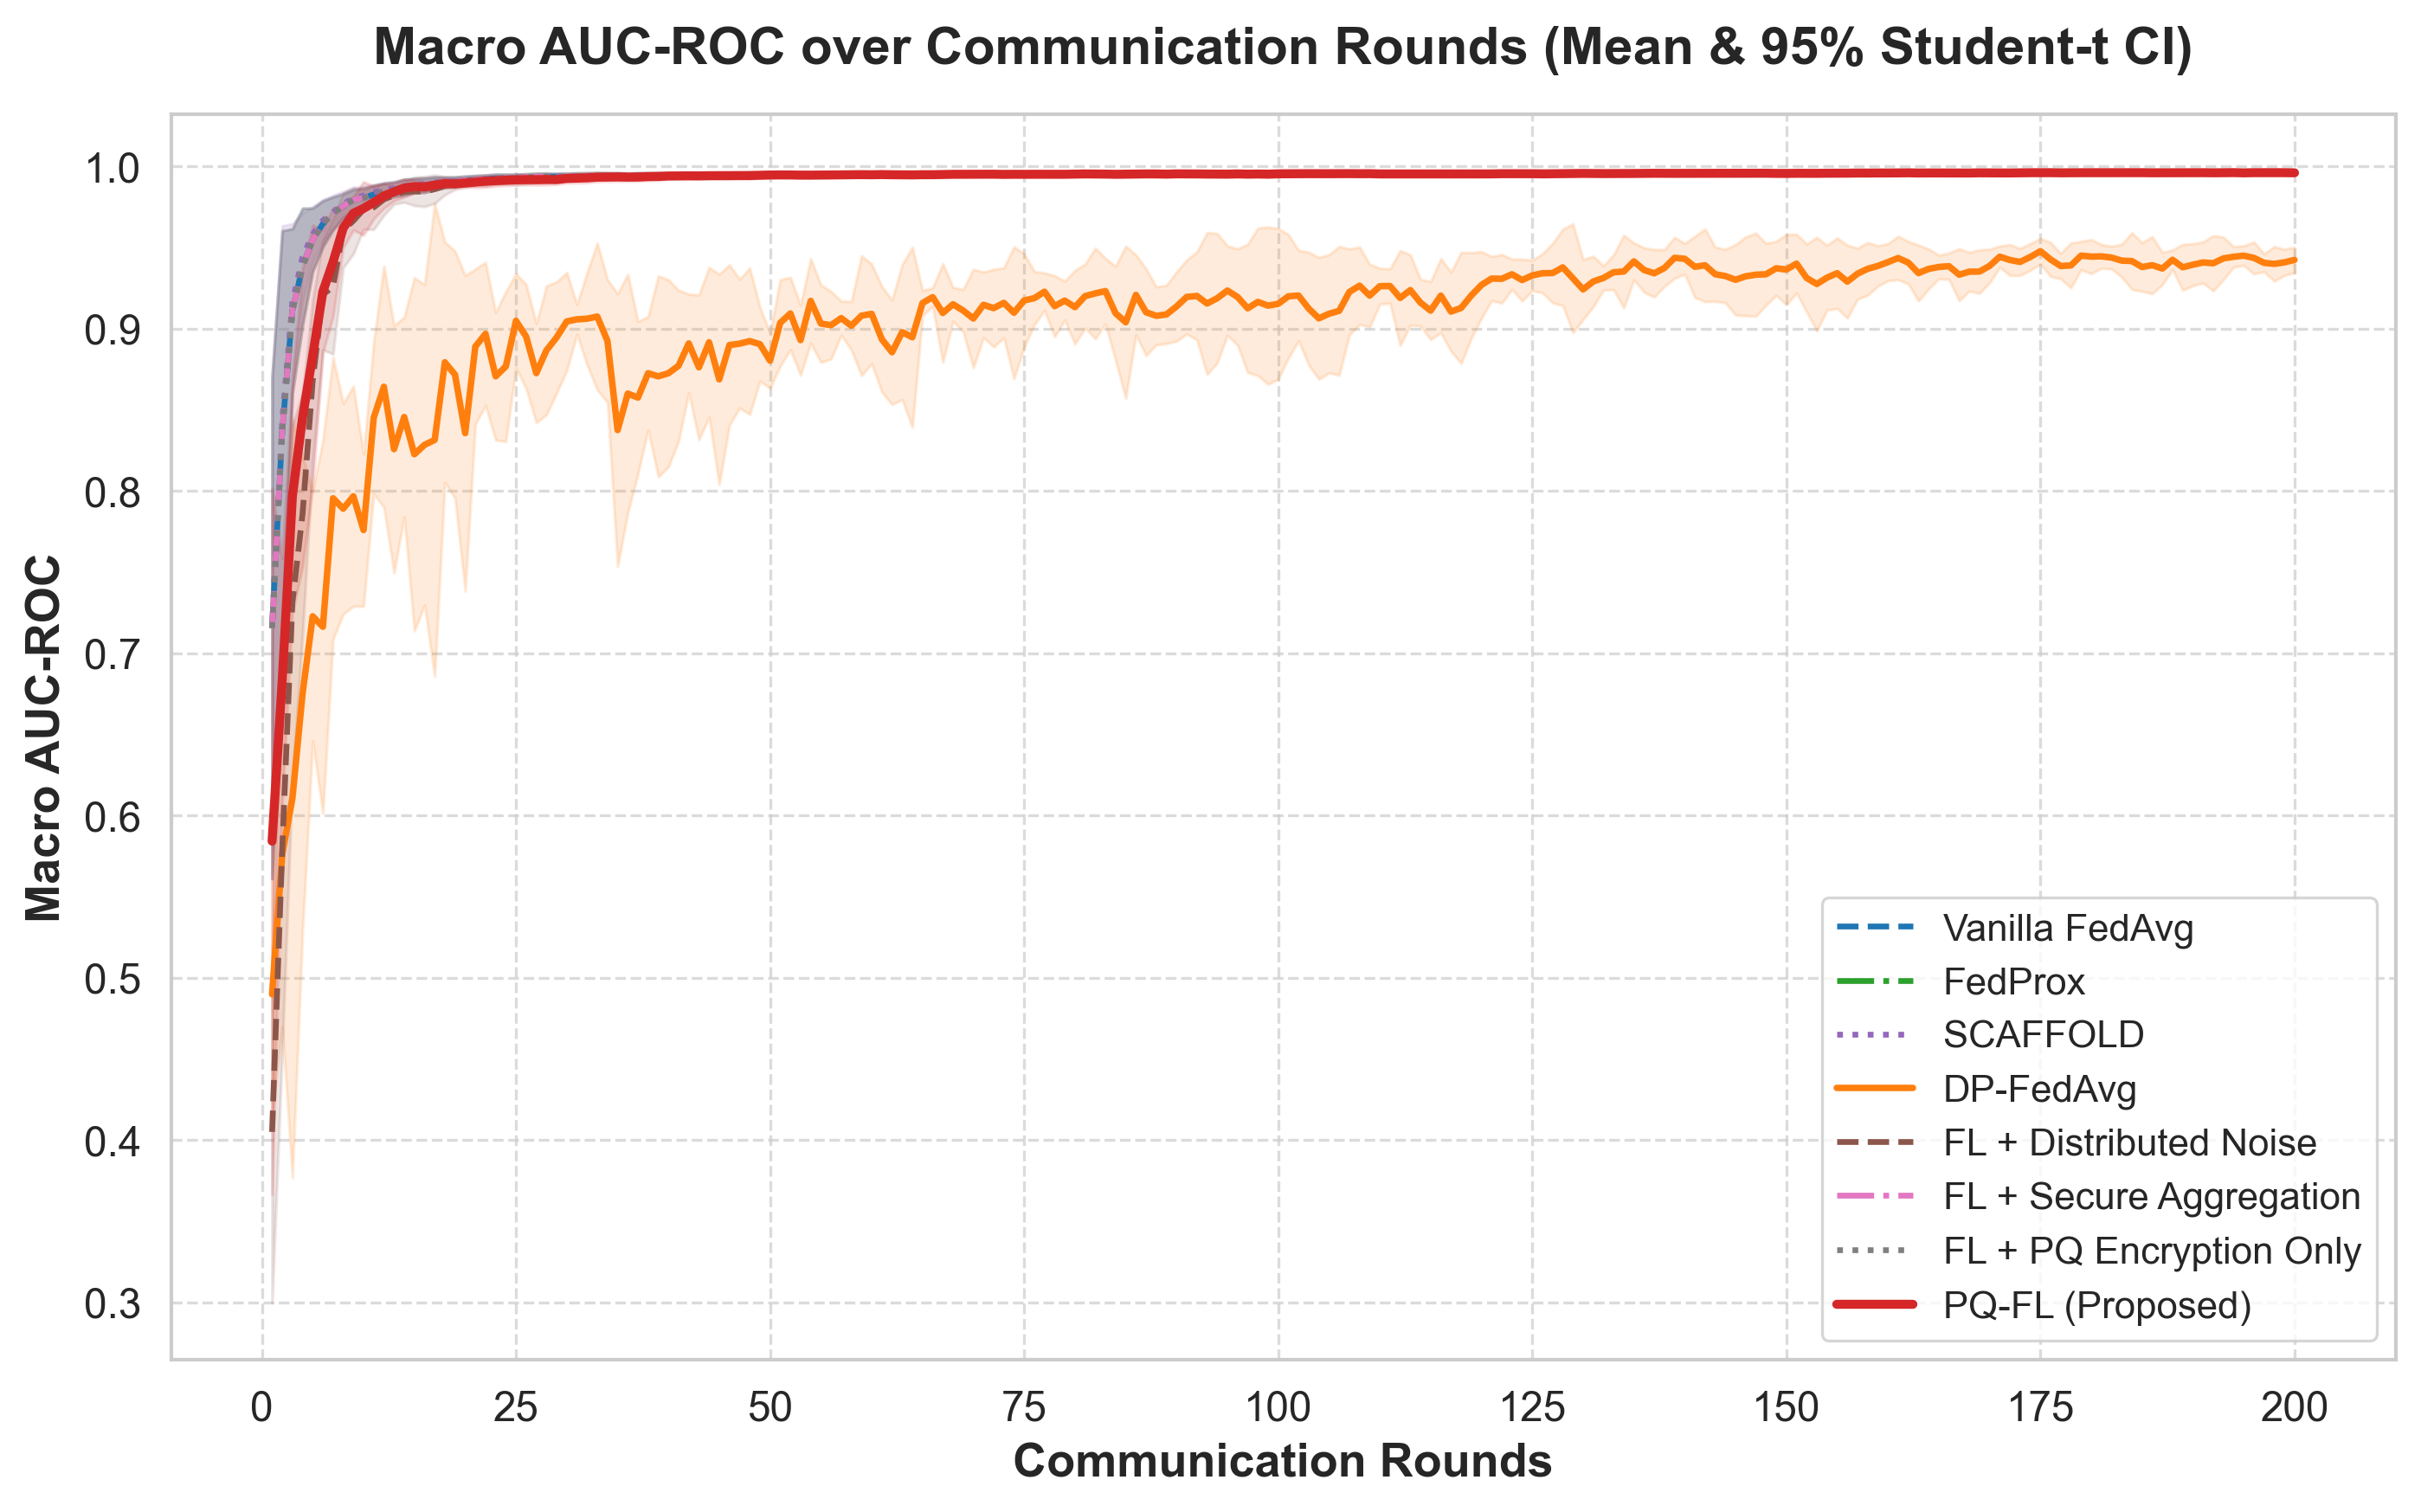 Macro AUC-ROC over Communication Rounds (Mean & 95% Student-t CI)
Macro AUC-ROC
1.0
0.9
0.8
0.7
0.6
0.5
0.4
0.3
Vanilla FedAvg
FedProx
SCAFFOLD
DP-FedAvg
FL + Distributed Noise
FL + Secure Aggregation
FL + PQ Encryption Only
PQ-FL (Proposed)
0 25 50 75 100 125 150 175 200
Communication Rounds